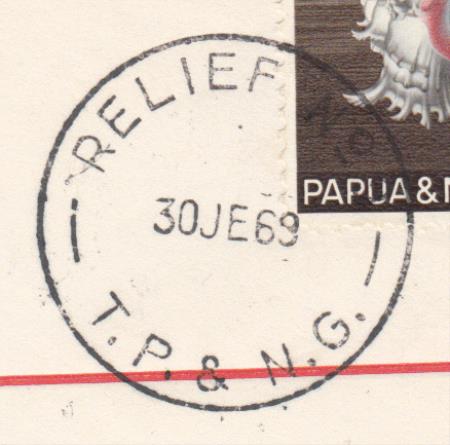 RELIEF
30JE69
T.P. & N.G.
PAPUA & N